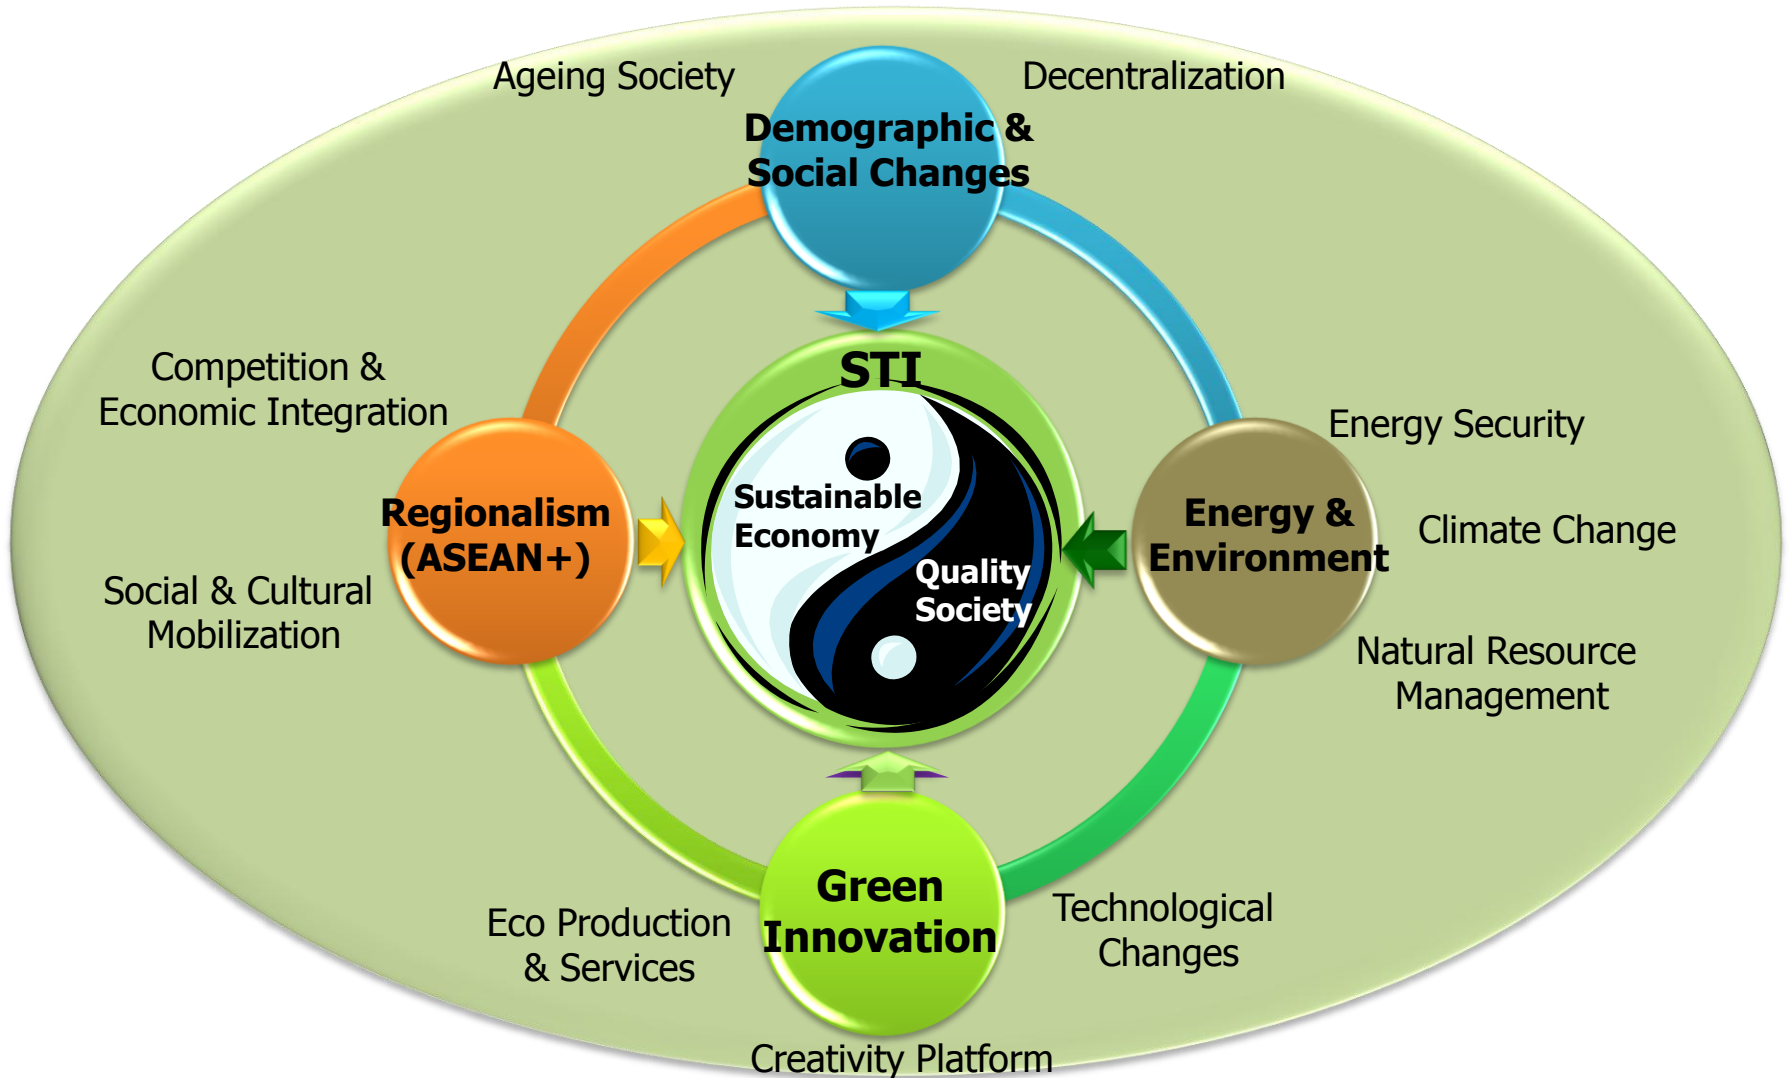 Ageing Society
Decentralization
Demographic &
Social Changes
STI
Competition &
Economic Integration
Energy Security
Sustainable
Economy
Regionalism
(ASEAN+)
Energy &
Environment
Climate Change
Quality
Society
Social & Cultural
Mobilization
Natural Resource
Management
Green
Innovation
Eco Production
& Services
Technological
Changes
Creativity Platform